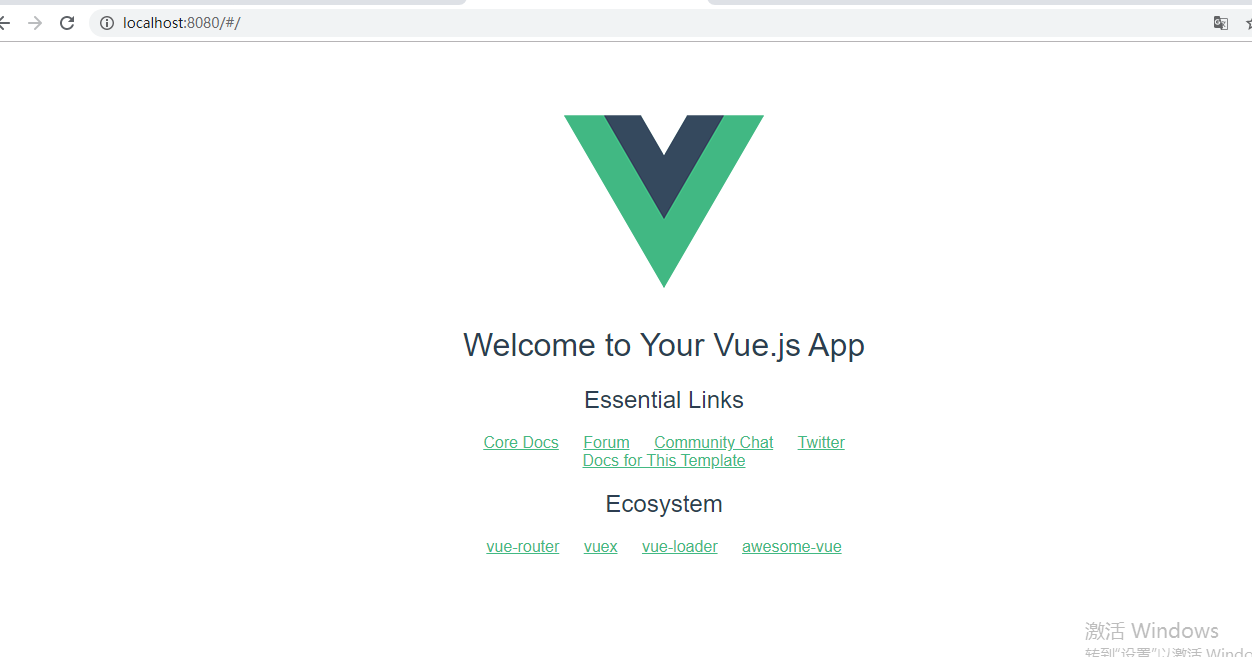 localhost:8080/#/
Welcome to Your Vue.js App
Essential Links
Core Docs Forum Community Chat Twitter
Docs for This Template
Ecosystem
vue-router vuex vue-loader awesome-vue
激活 Windows
转到"设置"以激活